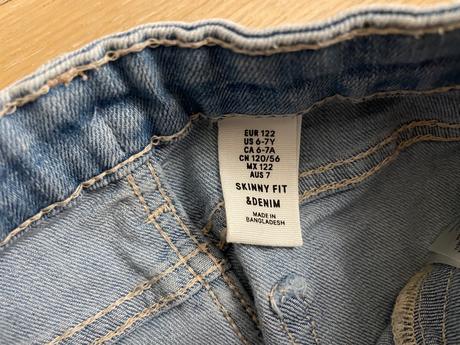 EUR 122
US 6-7Y
CA 6-7A
CN 120/56
MX 122
AUS 7
SKINNY FIT
&DENIM
MADE IN
BANGLADESH